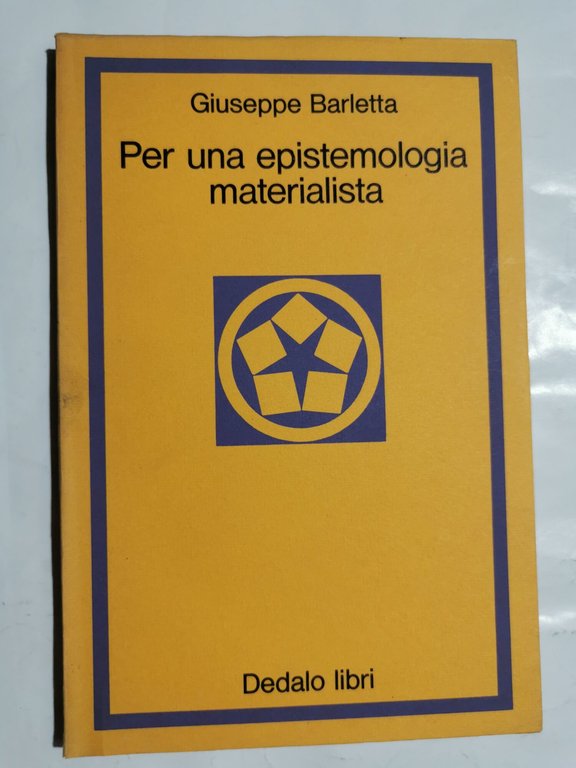 Giuseppe Barletta
Per una epistemologia
materialista
Dedalo libri